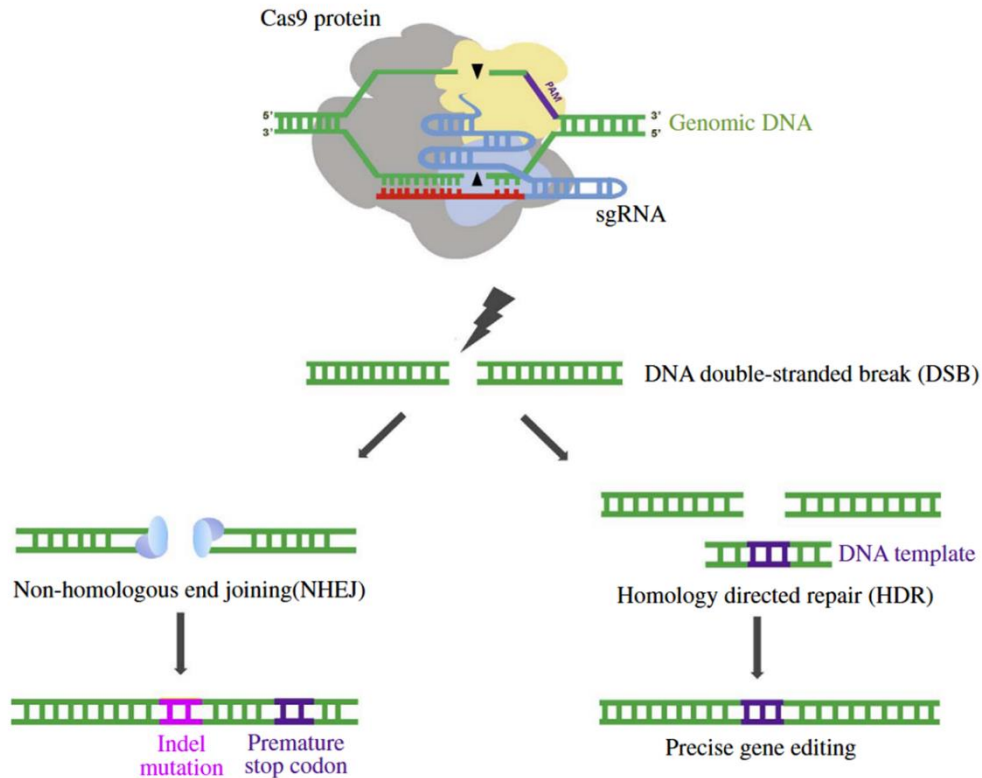 Cas9 protein
PAM
5’ 3’
3’ 5’
Genomic DNA
sgRNA
DNA double-stranded break (DSB)
DNA template
Non-homologous end joining(NHEJ)
Homology directed repair (HDR)
Indel
mutation
Premature
stop codon
Precise gene editing